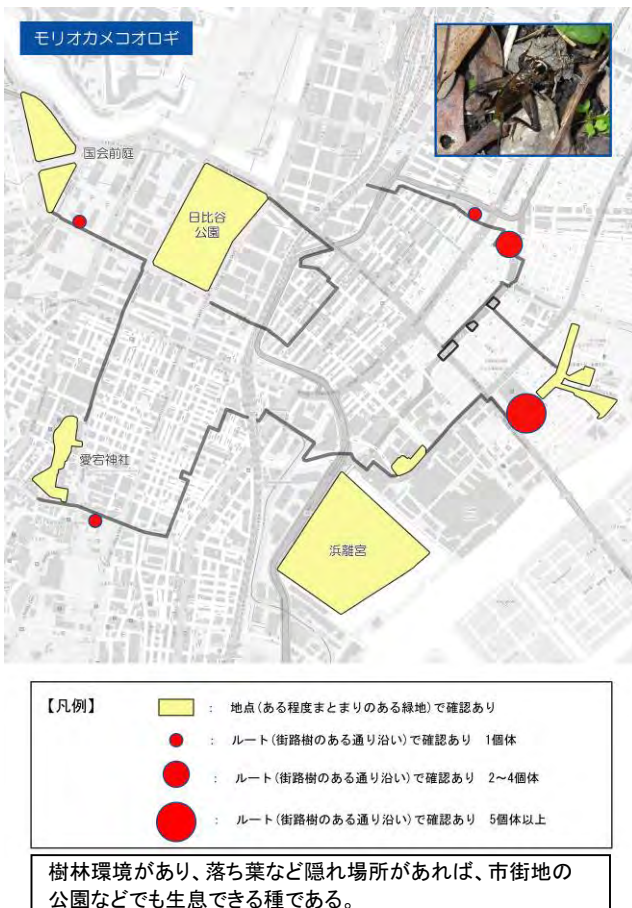 モリオカメコオロギ
国会前庭
日比谷
公園
愛宕神社
浜離宮
【凡例】
： 地点（ある程度まとまりのある緑地）で確認あり
： ルート（街路樹のある通り沿い）で確認あり 1個体
： ルート（街路樹のある通り沿い）で確認あり 2～4個体
： ルート（街路樹のある通り沿い）で確認あり 5個体以上
樹林環境があり、落ち葉など隠れ場所があれば、市街地の
公園などでも生息できる種である。